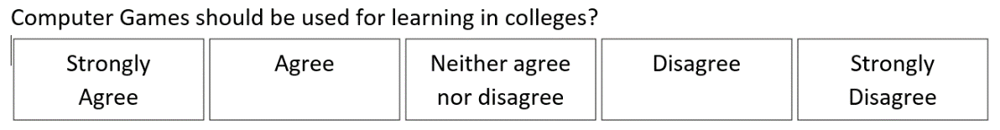 Computer Games should be used for learning in colleges?
Strongly
Agree
Agree
Neither agree
nor disagree
Disagree
Strongly
Disagree